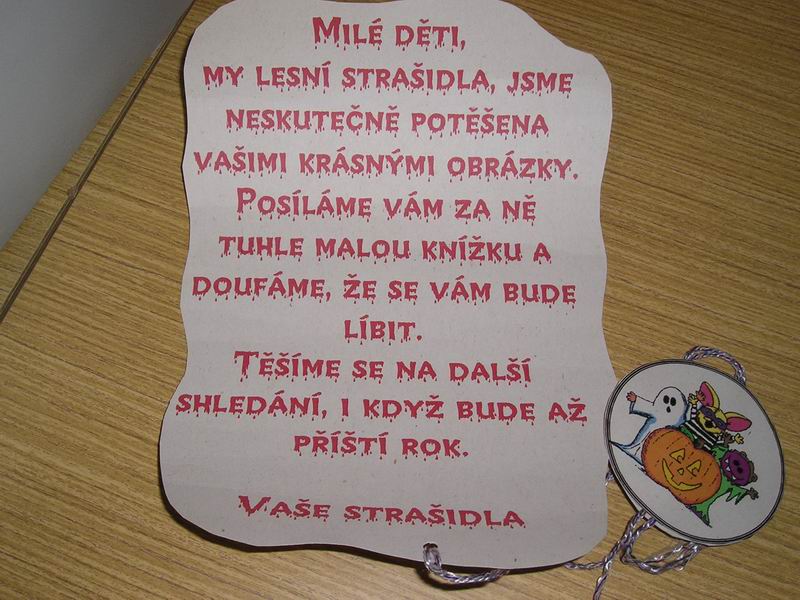 Milé děti,
my lesní strašidla, jsme
neskutečně potěšena
vašimi krásnými obrázky.
Posíláme vám za ně
tuhle malou knížku a
doufáme, že se vám bude
líbit.
Těšíme se na další
shledání, i když bude až
příští rok.
Vaše strašidla